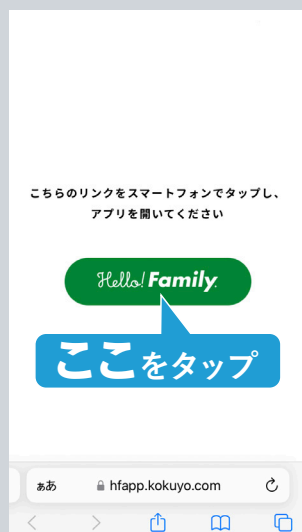 こちらのリンクをスマートフォンでタップし、
アプリを開いてください
Hello! Family.
ここをタップ
ぁあ hfapp.kokuyo.com